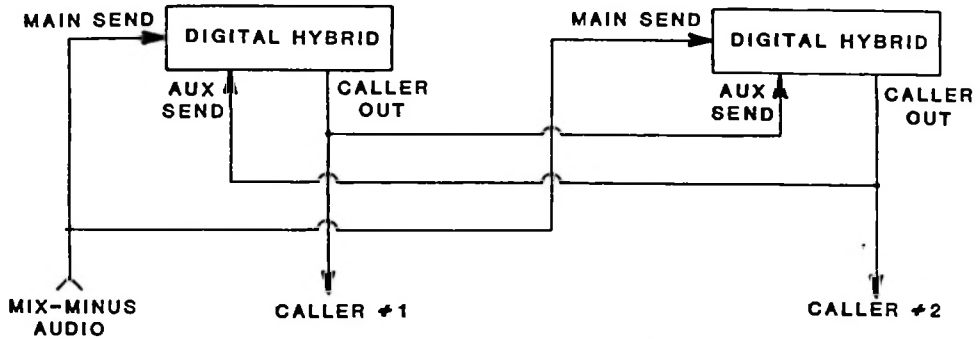 MAIN SEND
DIGITAL HYBRID
AUX
SEND
CALLER
OUT
MAIN SEND
DIGITAL HYBRID
AUX
SEND
CALLER
OUT
MIX-MINUS
AUDIO
CALLER #1
CALLER #2